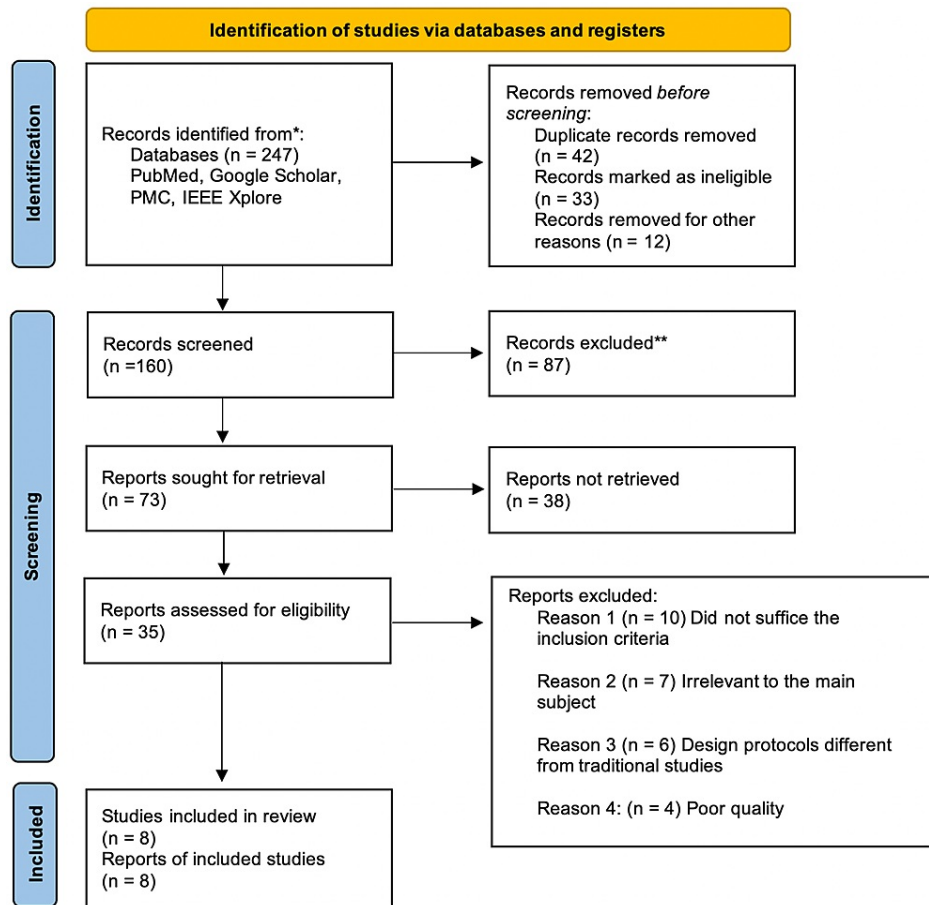 Identification of studies via databases and registers
Identification
Records identified from*:
Databases (n = 247)
PubMed, Google Scholar,
PMC, IEEE Xplore
Records removed before
screening:
Duplicate records removed
(n = 42)
Records marked as ineligible
(n = 33)
Records removed for other
reasons (n = 12)
Screening
Records screened
(n =160)
Records excluded**
(n = 87)
Reports sought for retrieval
(n = 73)
Reports not retrieved
(n = 38)
Reports assessed for eligibility
(n = 35)
Reports excluded:
Reason 1 (n = 10) Did not suffice the
inclusion criteria
Reason 2 (n = 7) Irrelevant to the main
subject
Reason 3 (n = 6) Design protocols different
from traditional studies
Reason 4: (n = 4) Poor quality
Included
Studies included in review
(n = 8)
Reports of included studies
(n = 8)